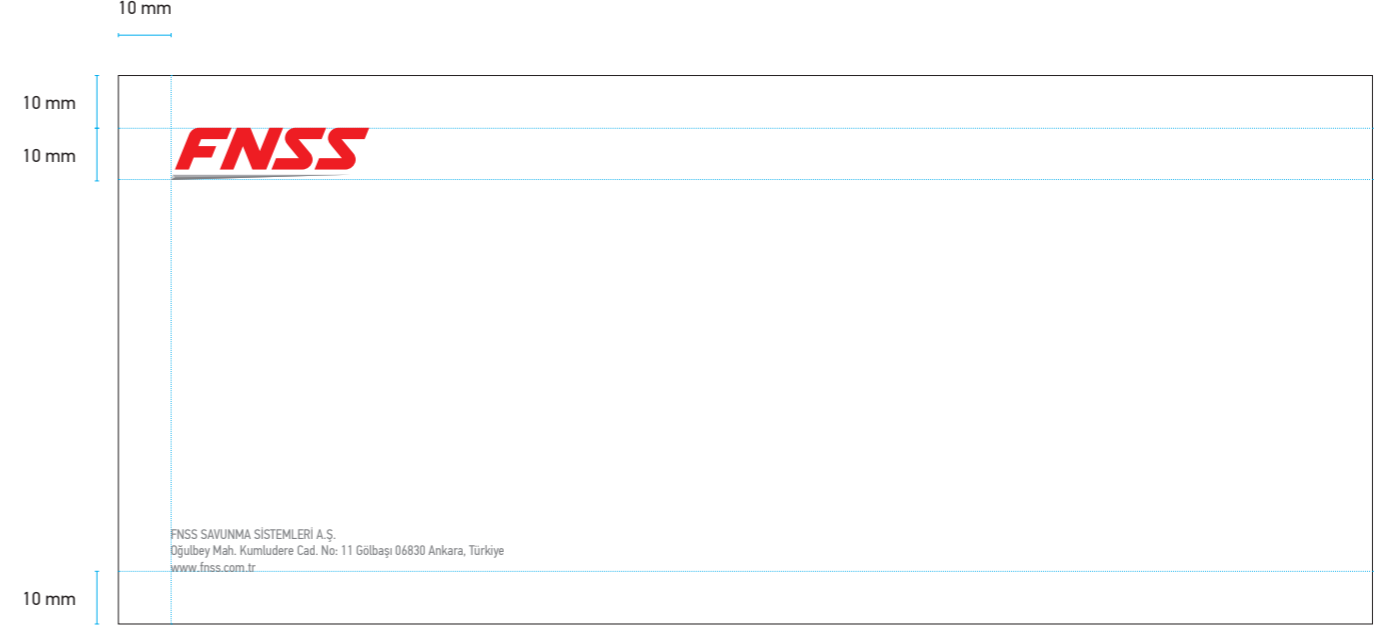 10 mm
10 mm
10 mm
FNSS
FNSS SAVUNMA SİSTEMLERİ A.Ş.
Oğulbey Mah. Kumludere Cad. No: 11 Gölbaşı 06830 Ankara, Türkiye
www.fnss.com.tr
10 mm